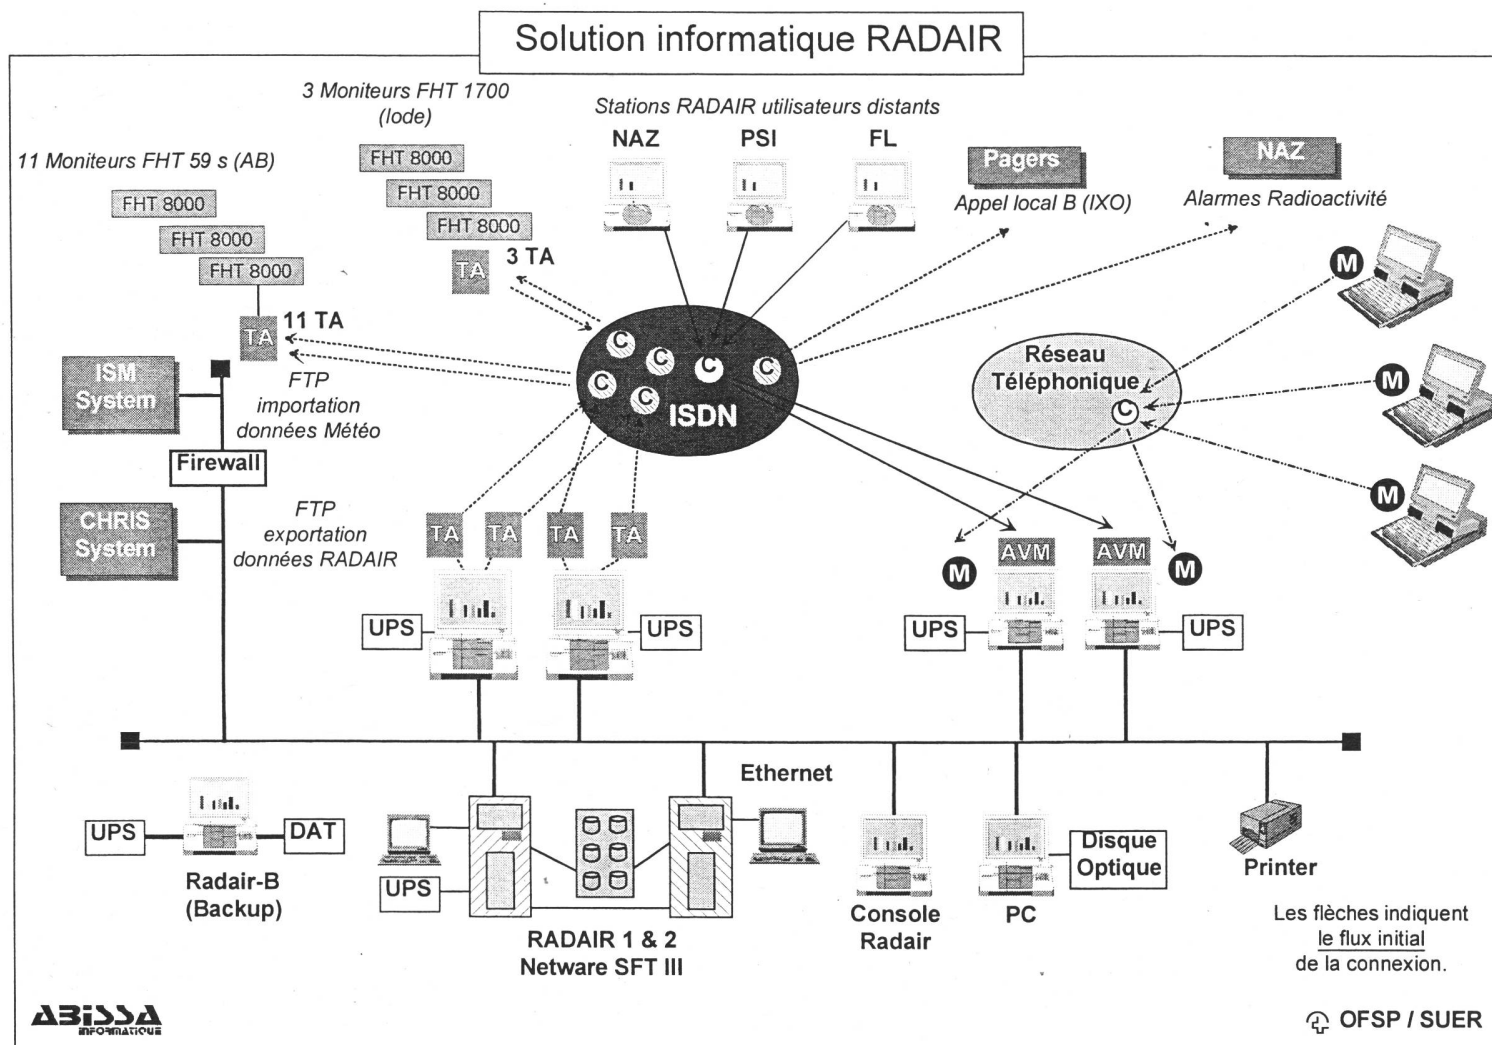 Solution informatique RADAIR
3 Moniteurs FHT 1700
(Iode)
FHT 8000
FHT 8000
FHT 8000
TA
3 TA
11 Moniteurs FHT 59 s (AB)
FHT 8000
FHT 8000
FHT 8000
TA
11 TA
Stations RADAIR utilisateurs distants
NAZ
PSI
FL
Pagers
Appel local B (IXO)
NAZ
Alarmes Radioactivité
M
M
M
C
C
C
C
C
C
ISDN
Réseau
Téléphonique
C
ISM
System
FTP
importation
données Météo
Firewall
CHRIS
System
FTP
exportation
données RADAIR
TA
TA
TA
TA
UPS
UPS
M
AVM
AVM
M
UPS
UPS
Ethernet
UPS
DAT
Radair-B
(Backup)
UPS
RADAIR 1 & 2
Netware SFT III
Console
Radair
PC
Disque
Optique
Printer
Les flèches indiquent
le flux initial
de la connexion.
ABISSA
INFORMATIQUE
OFSP / SUER